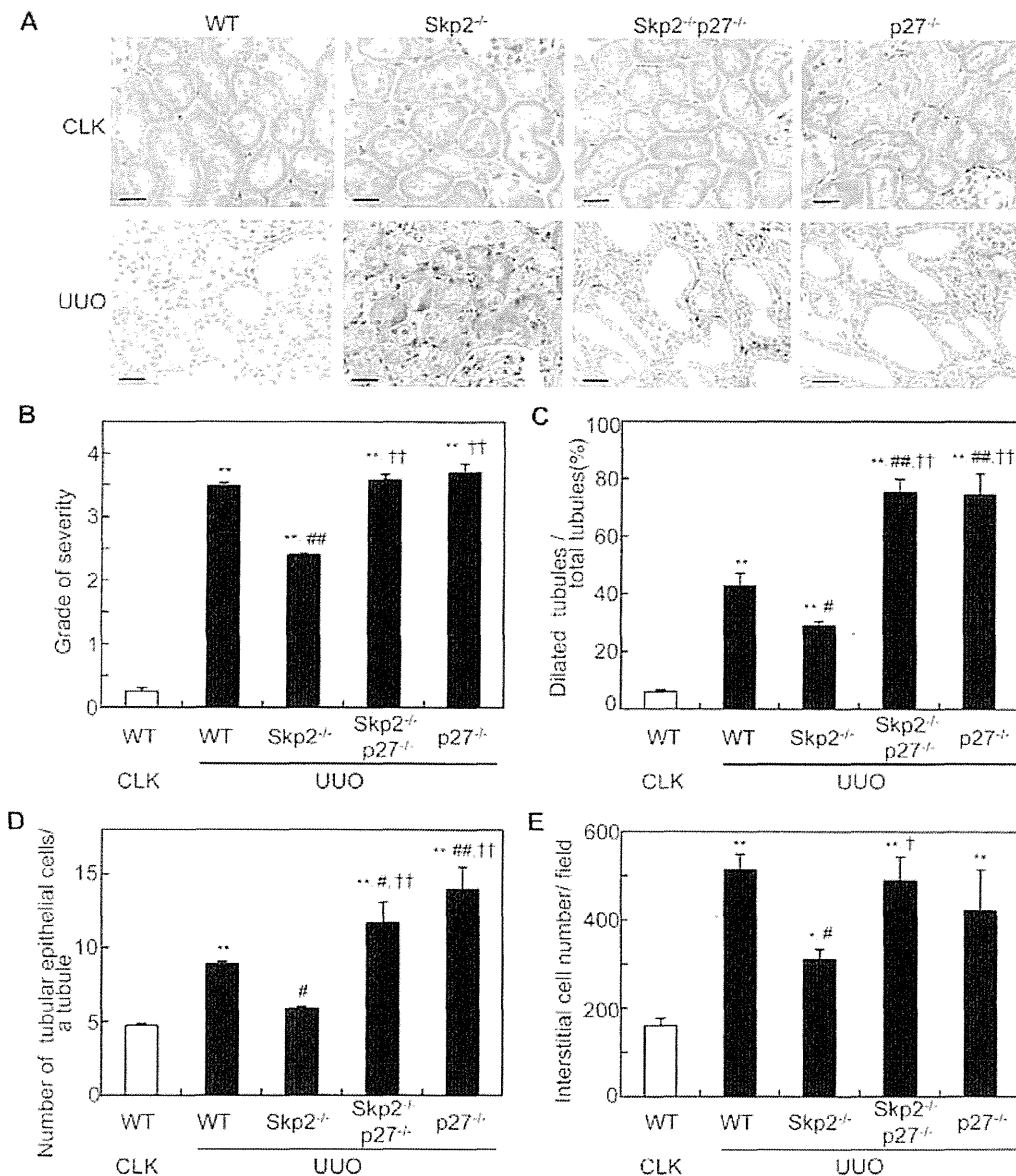 A
WT Skp2-/- Skp2-/-p27-/- p27-/-
CLK
UUO
B
Grade of severity
4
3
2
1
0
**
**, ##
**, ††
**, ††
WT WT Skp2-/- Skp2-/- p27-/- p27-/-
CLK UUO
C
Dilated tubules / total tubules(%)
100
80
60
40
20
0
**
** #
**, ##,††
** ##,††
WT WT Skp2-/- Skp2-/- p27-/- p27-/-
CLK UUO
D
Number of tubular epithelial cells/ a tubule
15
10
5
0
**
#
**, #,††
** ##,††
WT WT Skp2-/- Skp2-/- p27-/- p27-/-
CLK UUO
E
Interstitial cell number/ field
600
400
200
0
**
* #
** †
**
WT WT Skp2-/- Skp2-/- p27-/- p27-/-
CLK UUO